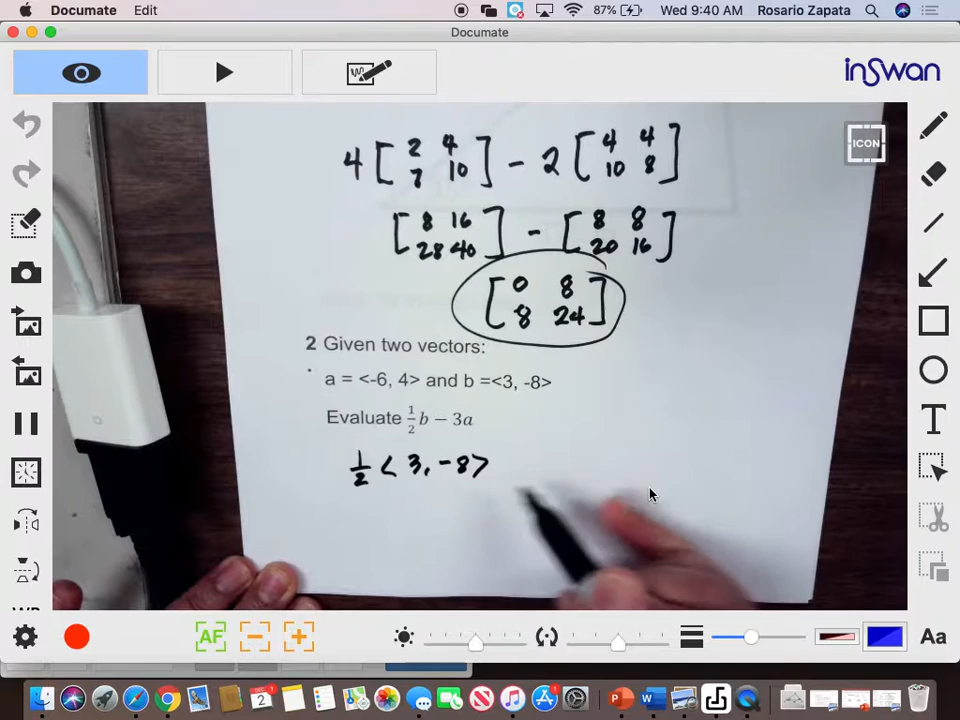 Documate Edit 87% Wed 9:40 AM Rosario Zapata
Documate
inSwan
ICON
4 [ 2 4 ] - 2 [ 4 4 ]
7 10 10 8
[ 8 16 ] - [ 8 8 ]
28 40 20 16
[ 0 8 ]
8 24
2 Given two vectors:
. a = <-6, 4> and b =<3, -8>
Evaluate 1/2 b − 3a
1/2 < 3, -8>
T
AF
Aa
DEC
2